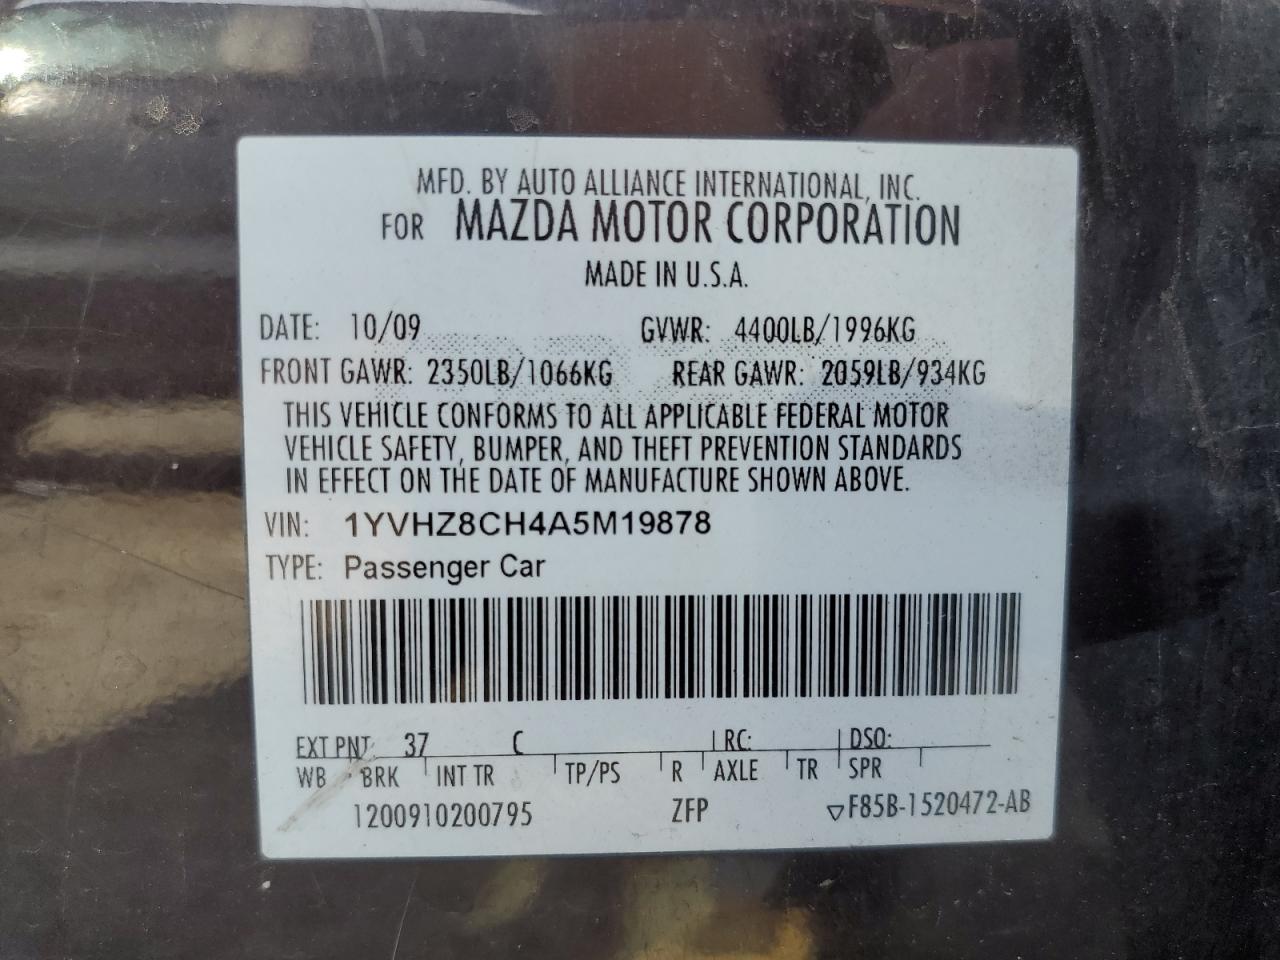 MFD. BY AUTO ALLIANCE INTERNATIONAL, INC.
FOR MAZDA MOTOR CORPORATION
MADE IN U.S.A.
DATE: 10/09 GVWR: 4400LB/1996KG
FRONT GAWR: 2350LB/1066KG REAR GAWR: 2059LB/934KG
THIS VEHICLE CONFORMS TO ALL APPLICABLE FEDERAL MOTOR
VEHICLE SAFETY, BUMPER, AND THEFT PREVENTION STANDARDS
IN EFFECT ON THE DATE OF MANUFACTURE SHOWN ABOVE.
VIN: 1YVHZ8CH4A5M19878
TYPE: Passenger Car
EXT PNT: 37 C RC: DSO:
WB BRK INT TR TP/PS R AXLE TR SPR
1200910200795 ZFP ▽F85B-1520472-AB